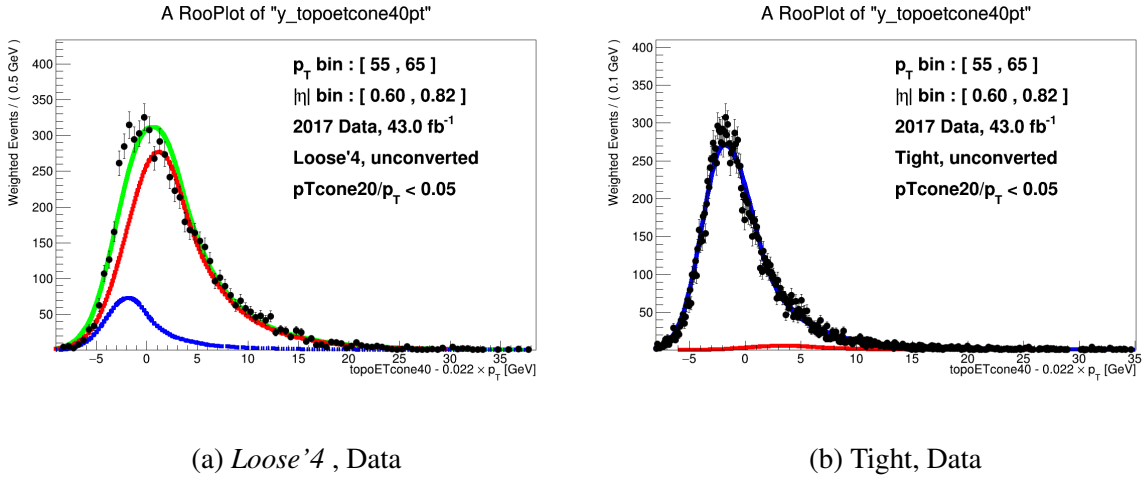 A RooPlot of "y_topoetcone40pt"
Weighted Events / ( 0.5 GeV )
400
350
300
250
200
150
100
50
p_T bin : [ 55 , 65 ]
|η| bin : [ 0.60 , 0.82 ]
2017 Data, 43.0 fb^-1
Loose'4, unconverted
pTcone20/p_T < 0.05
−5 0 5 10 15 20 25 30 35
topoETcone40 - 0.022 × p_T [GeV]
(a) Loose'4 , Data
A RooPlot of "y_topoetcone40pt"
Weighted Events / ( 0.1 GeV )
400
350
300
250
200
150
100
50
p_T bin : [ 55 , 65 ]
|η| bin : [ 0.60 , 0.82 ]
2017 Data, 43.0 fb^-1
Tight, unconverted
pTcone20/p_T < 0.05
−5 0 5 10 15 20 25 30 35
topoETcone40 - 0.022 × p_T [GeV]
(b) Tight, Data